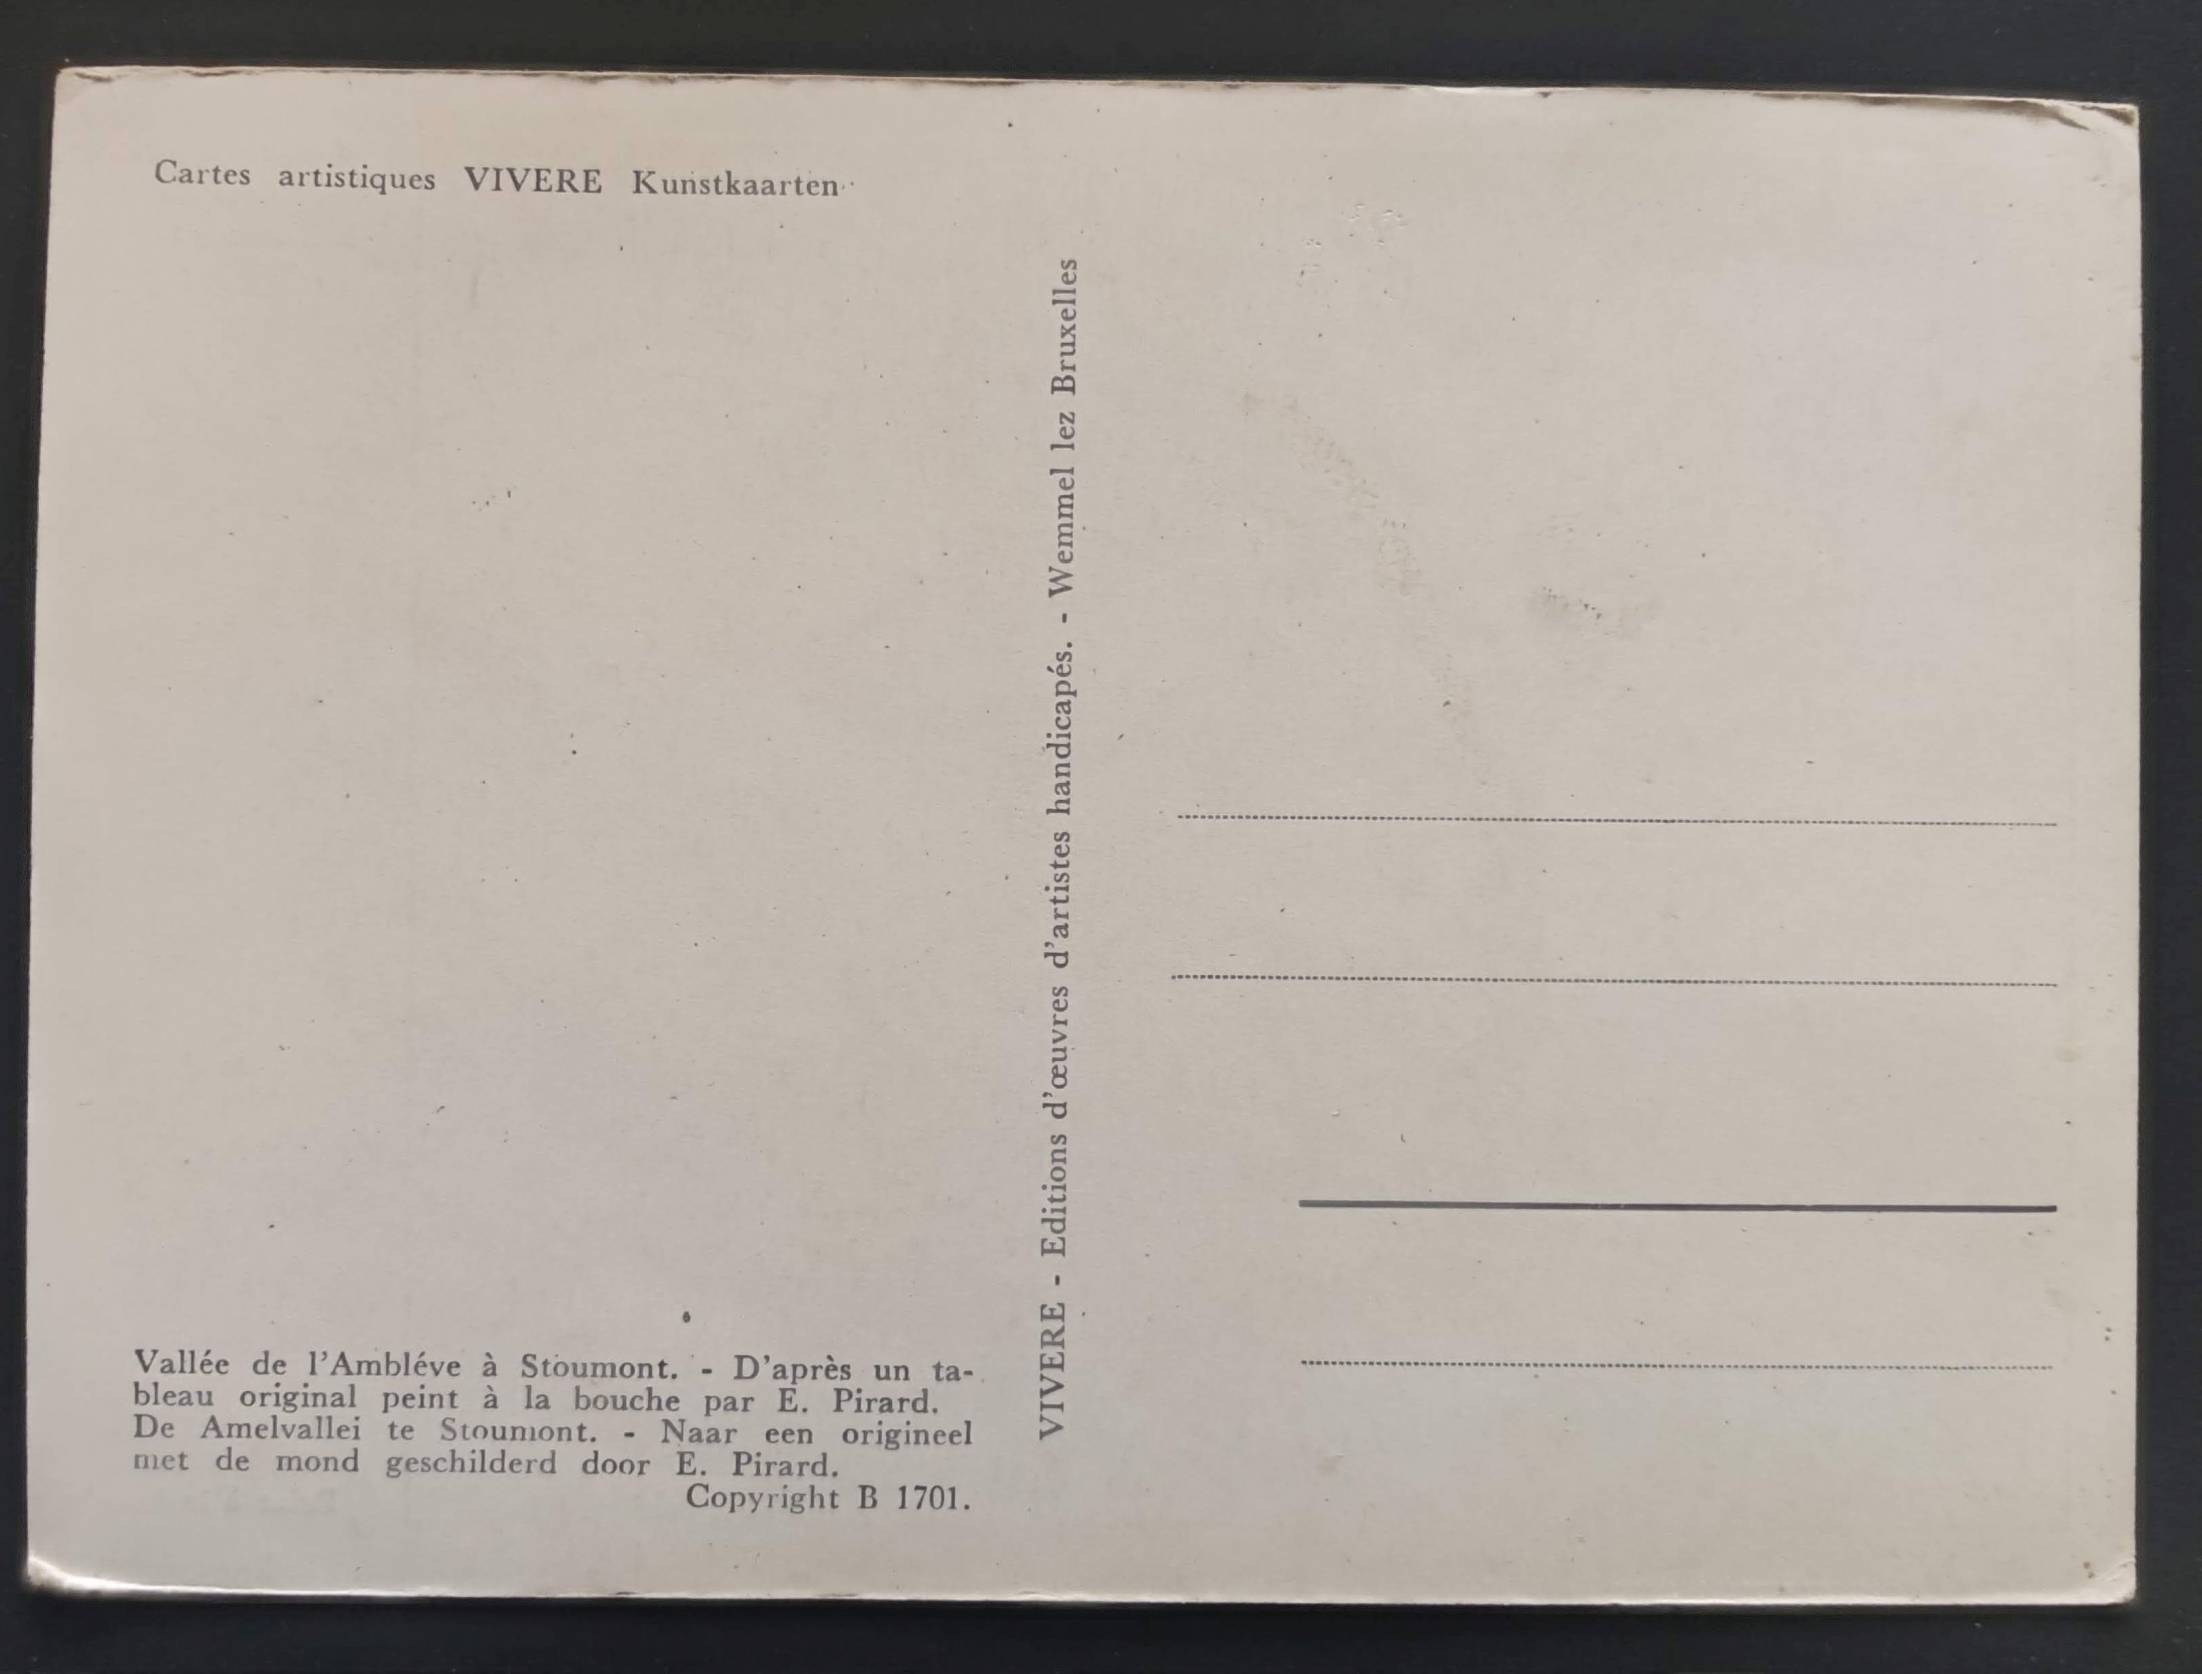 Cartes artistiques VIVERE Kunstkaarten
VIVERE - Editions d'œuvres d'artistes handicapés. - Wemmel lez Bruxelles
Vallée de l'Ambléve à Stoumont. - D'après un ta-
bleau original peint à la bouche par E. Pirard.
De Amelvallei te Stoumont. - Naar een origineel
met de mond geschilderd door E. Pirard.
Copyright B 1701.